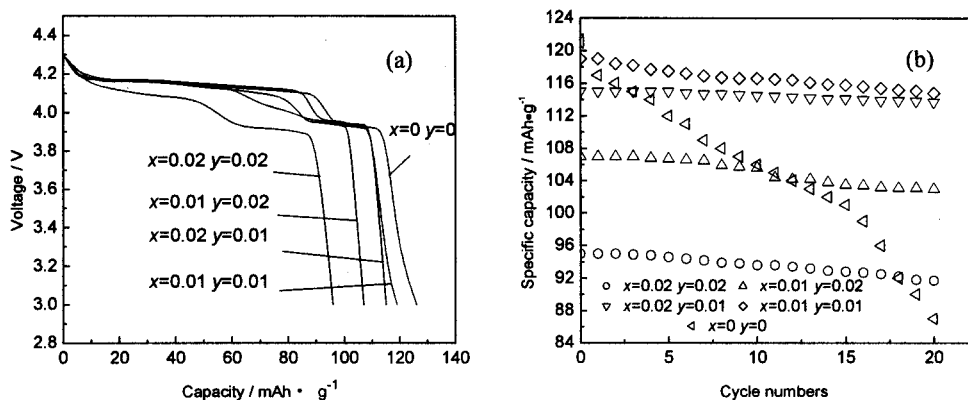 (a)
4.4
4.2
4.0
3.8
3.6
3.4
3.2
3.0
2.8
Voltage / V
x=0 y=0
x=0.02 y=0.02
x=0.01 y=0.02
x=0.02 y=0.01
x=0.01 y=0.01
0 20 40 60 80 100 120 140
Capacity / mAh • g-1
(b)
124
120
116
112
108
104
100
96
92
88
84
Specific capacity / mAh•g-1
x=0.02 y=0.02 x=0.01 y=0.02
x=0.02 y=0.01 x=0.01 y=0.01
x=0 y=0
0 5 10 15 20
Cycle numbers